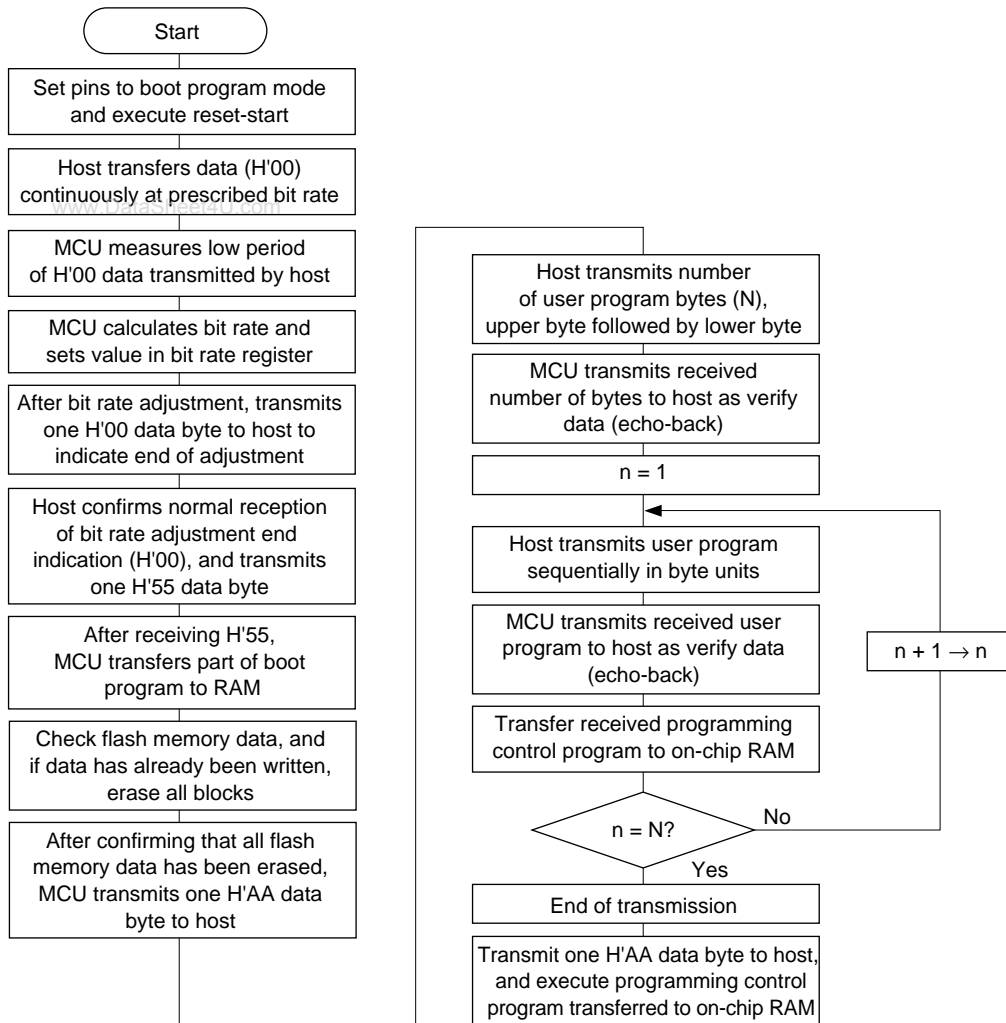 Start
Set pins to boot program mode
and execute reset-start
Host transfers data (H'00)
continuously at prescribed bit rate
www.DataSheet4U.com
MCU measures low period
of H'00 data transmitted by host
MCU calculates bit rate and
sets value in bit rate register
After bit rate adjustment, transmits
one H'00 data byte to host to
indicate end of adjustment
Host confirms normal reception
of bit rate adjustment end
indication (H'00), and transmits
one H'55 data byte
After receiving H'55,
MCU transfers part of boot
program to RAM
Check flash memory data, and
if data has already been written,
erase all blocks
After confirming that all flash
memory data has been erased,
MCU transmits one H'AA data
byte to host
Host transmits number
of user program bytes (N),
upper byte followed by lower byte
MCU transmits received
number of bytes to host as verify
data (echo-back)
n = 1
Host transmits user program
sequentially in byte units
MCU transmits received user
program to host as verify data
(echo-back)
n + 1 → n
Transfer received programming
control program to on-chip RAM
n = N?
No
Yes
End of transmission
Transmit one H'AA data byte to host,
and execute programming control
program transferred to on-chip RAM